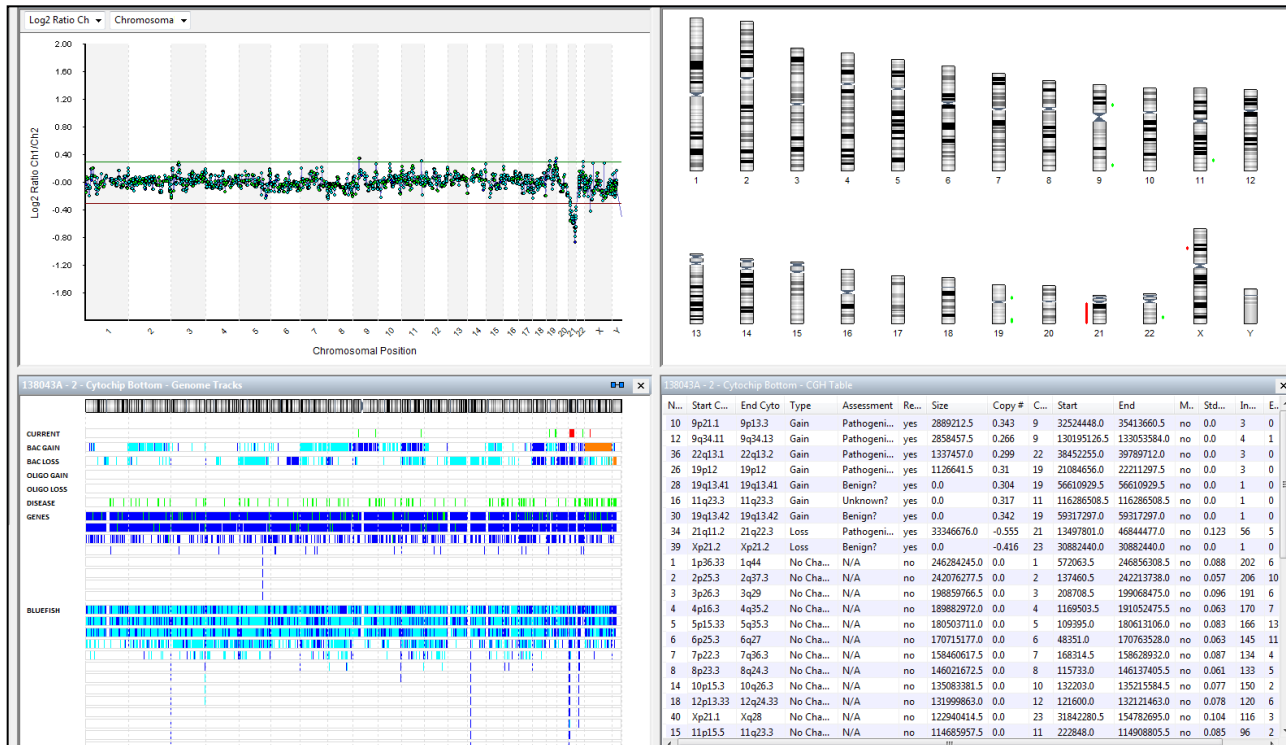 Log2 Ratio Ch Chromosoma
2.00
1.60
1.20
0.80
0.40
-0.00
-0.40
-0.80
-1.20
-1.60
Log2 Ratio Ch1/Ch2
1 2 3 4 5 6 7 8 9 10 11 12 13 14 15 16 17 18 19 20 21 22 X Y
Chromosomal Position
1 2 3 4 5 6 7 8 9 10 11 12
13 14 15 16 17 18 19 20 21 22 X Y
138043A - 2 - Cytochip Bottom - Genome Tracks
CURRENT
BAC GAIN
BAC LOSS
OLIGO GAIN
OLIGO LOSS
DISEASE
GENES
BLUEFISH
138043A - 2 - Cytochip Bottom - CGH Table
N... Start C... End Cyto Type Assessment Re... Size Copy # C... Start End M... Std... In... E...
10 9p21.1 9p13.3 Gain Pathogeni... yes 2889212.5 0.343 9 32524448.0 35413660.5 no 0.0 3 0
12 9q34.11 9q34.13 Gain Pathogeni... yes 2858457.5 0.286 9 130195126.5 133053584.0 no 0.0 4 1
36 22q13.1 22q13.2 Gain Pathogeni... yes 1337457.0 0.299 22 38452255.0 39789712.0 no 0.0 3 0
26 19p12 19p12 Gain Pathogeni... yes 1126641.5 0.31 19 21084656.0 22211297.5 no 0.0 3 0
28 19q13.41 19q13.41 Gain Benign? yes 0.0 0.304 19 56610929.5 56610929.5 no 0.0 1 0
16 11q23.3 11q23.3 Gain Unknown? yes 0.0 0.317 11 116286508.5 116286508.5 no 0.0 1 0
30 19q13.42 19q13.42 Gain Benign? yes 0.0 0.342 19 59317297.0 59317297.0 no 0.0 1 0
34 21q11.2 21q22.3 Loss Pathogeni... yes 33346676.0 -0.555 21 13497801.0 46844477.0 no 0.123 56 5
39 Xp21.2 Xp21.2 Loss Benign? yes 0.0 -0.416 23 30882440.0 30882440.0 no 0.0 1 0
1 1p36.33 1q44 No Cha... N/A no 246284245.0 0.0 1 572063.5 246856308.5 no 0.088 202 6
2 2p25.3 2q37.3 No Cha... N/A no 242076277.5 0.0 2 137460.5 242213738.0 no 0.057 206 10
3 3p26.3 3q29 No Cha... N/A no 198859766.5 0.0 3 208708.5 199068475.0 no 0.096 191 6
4 4p16.3 4q35.2 No Cha... N/A no 189882972.0 0.0 4 1169503.5 191052475.5 no 0.063 170 7
5 5p15.33 5q35.3 No Cha... N/A no 180503711.0 0.0 5 109395.0 180613106.0 no 0.083 166 13
6 6p25.3 6q27 No Cha... N/A no 170715177.0 0.0 6 48351.0 170763528.0 no 0.063 145 11
7 7p22.3 7q36.3 No Cha... N/A no 158460617.5 0.0 7 168314.5 158628932.0 no 0.087 134 4
8 8p23.3 8q24.3 No Cha... N/A no 146021672.5 0.0 8 115733.0 146137405.5 no 0.061 133 5
14 10p15.3 10q26.3 No Cha... N/A no 135083381.5 0.0 10 132203.0 135215584.5 no 0.077 150 2
18 12p13.33 12q24.33 No Cha... N/A no 131999863.0 0.0 12 121600.0 132121463.0 no 0.078 120 6
40 Xp21.1 Xq28 No Cha... N/A no 122940414.5 0.0 23 31842280.5 154782695.0 no 0.104 116 3
15 11p15.5 11q23.3 No Cha... N/A no 114685957.5 0.0 11 222848.0 114908805.5 no 0.085 96 2